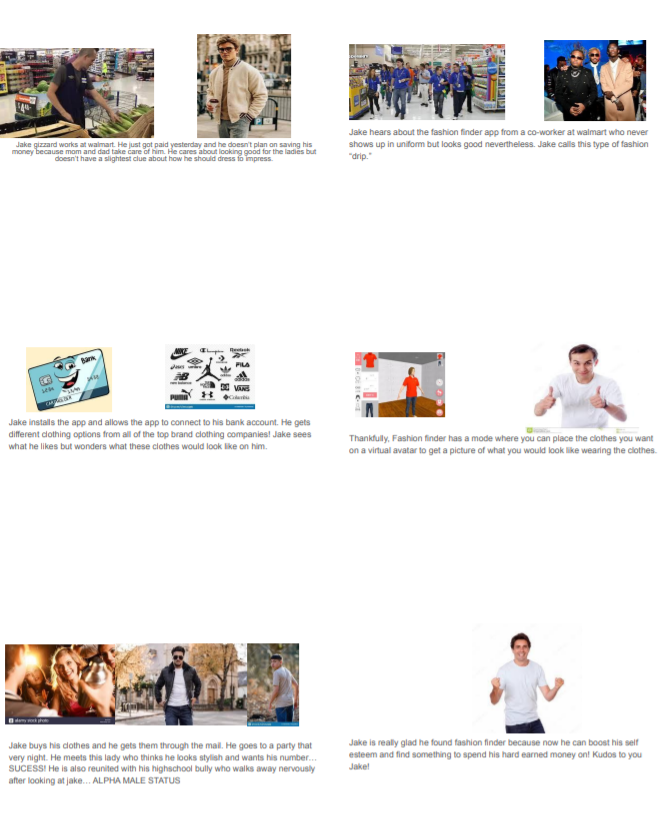 Jake gizzard works at walmart. He just got paid yesterday and he doesn't plan on saving his
money because mom and dad take care of him. He cares about looking good for the ladies but
doesn't have a slightest clue about how he should dress to impress.
Jake hears about the fashion finder app from a co-worker at walmart who never
shows up in uniform but looks good nevertheless. Jake calls this type of fashion
"drip."
Bank
CARDHOLDER
NIKE
Champion
Reebok
asics
umbro
CONVERSE
FILA
new balance
adidas
PUMA
DC
VANS
Columbia
Jake installs the app and allows the app to connect to his bank account. He gets
different clothing options from all of the top brand clothing companies! Jake sees
what he likes but wonders what these clothes would look like on him.
Thankfully, Fashion finder has a mode where you can place the clothes you want
on a virtual avatar to get a picture of what you would look like wearing the clothes.
alamy stock photo
Jake buys his clothes and he gets them through the mail. He goes to a party that
very night. He meets this lady who thinks he looks stylish and wants his number…
SUCESS! He is also reunited with his highschool bully who walks away nervously
after looking at jake… ALPHA MALE STATUS
Jake is really glad he found fashion finder because now he can boost his self
esteem and find something to spend his hard earned money on! Kudos to you
Jake!